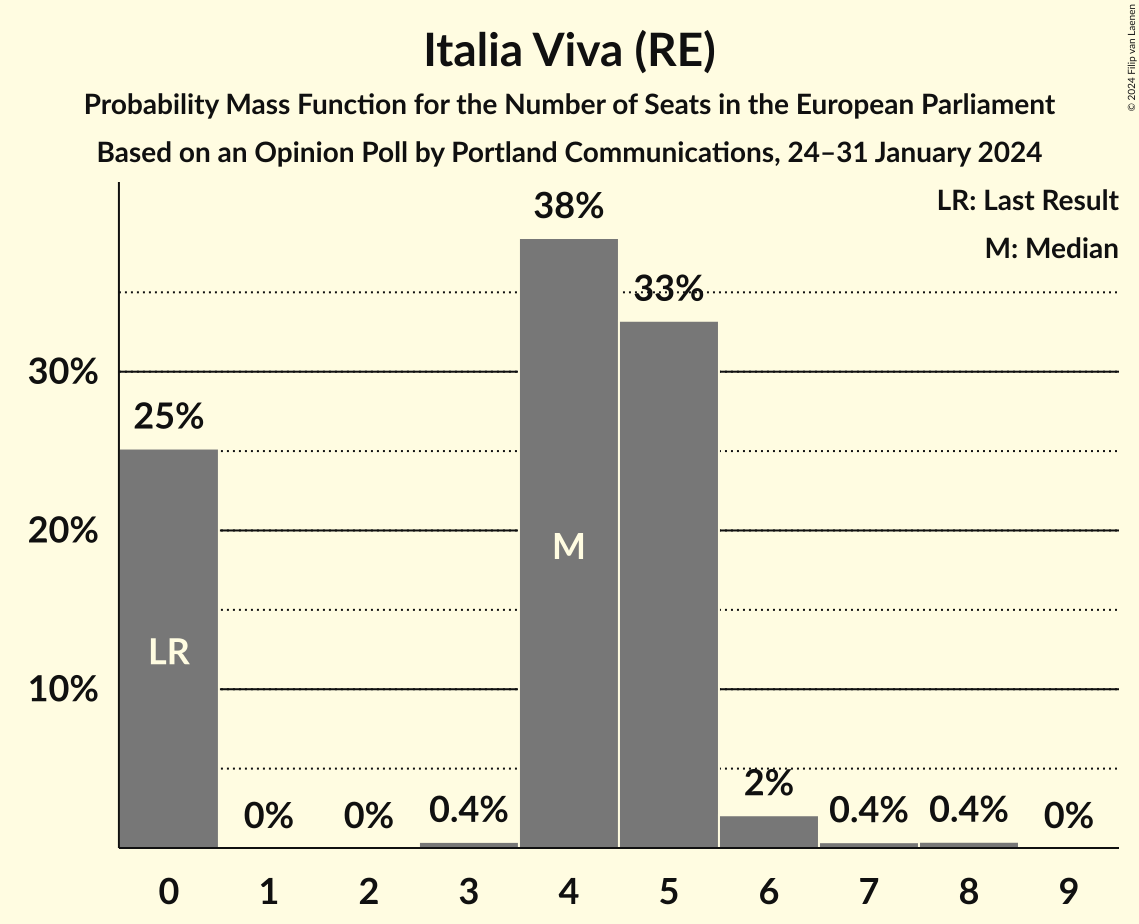 Italia Viva (RE)
Probability Mass Function for the Number of Seats in the European Parliament
Based on an Opinion Poll by Portland Communications, 24–31 January 2024
© 2024 Filip van Laenen
LR: Last Result
M: Median
38%
33%
30%
25%
20%
M
LR
10%
0%
0%
0.4%
2%
0.4%
0.4%
0%
0 1 2 3 4 5 6 7 8 9